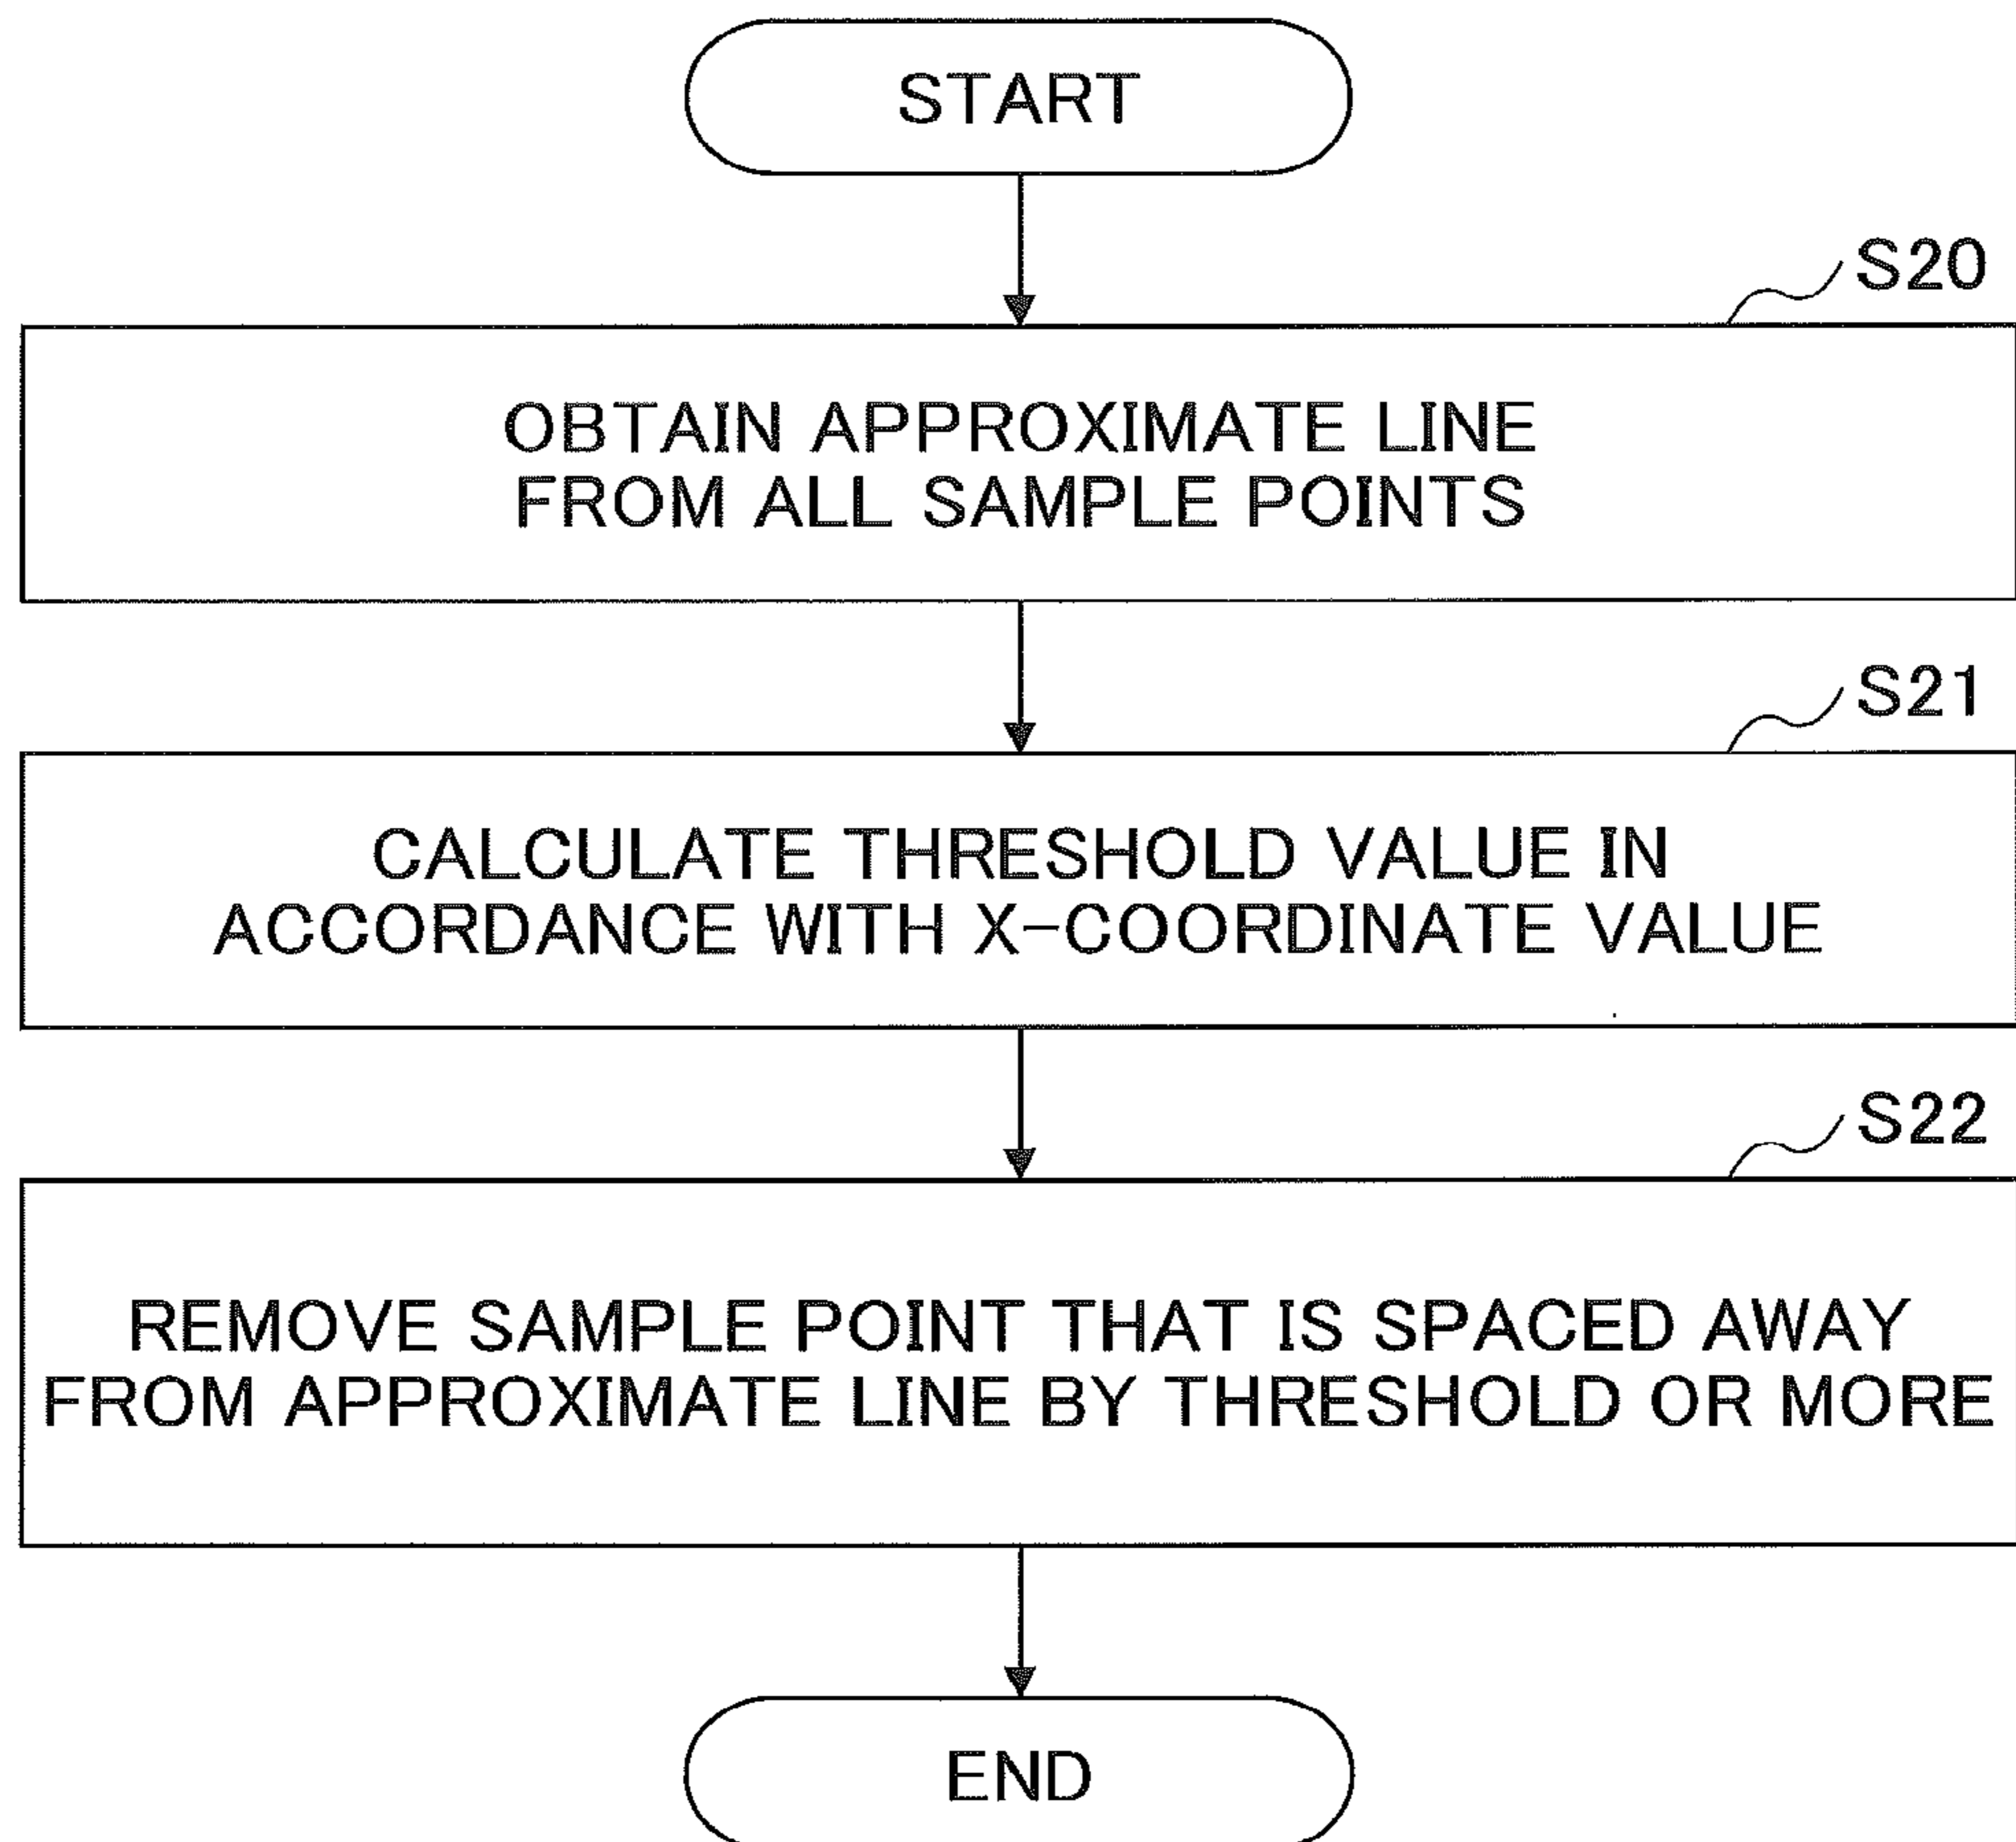 START
S20
OBTAIN APPROXIMATE LINE
FROM ALL SAMPLE POINTS
S21
CALCULATE THRESHOLD VALUE IN
ACCORDANCE WITH X-COORDINATE VALUE
S22
REMOVE SAMPLE POINT THAT IS SPACED AWAY
FROM APPROXIMATE LINE BY THRESHOLD OR MORE
END